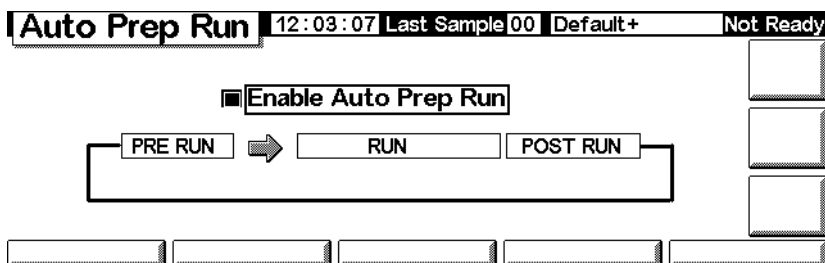 Auto Prep Run 12:03:07 Last Sample 00 Default+ Not Ready
Enable Auto Prep Run
PRE RUN RUN POST RUN